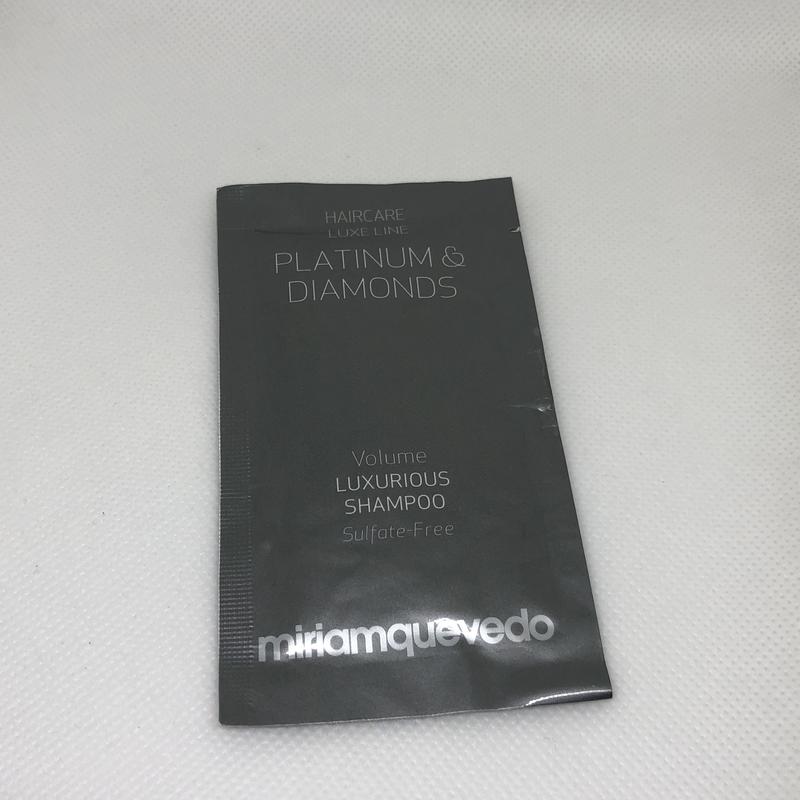 HAIRCARE
LUXE LINE
PLATINUM &
DIAMONDS
Volume
LUXURIOUS
SHAMPOO
Sulfate-Free
miriamquevedo